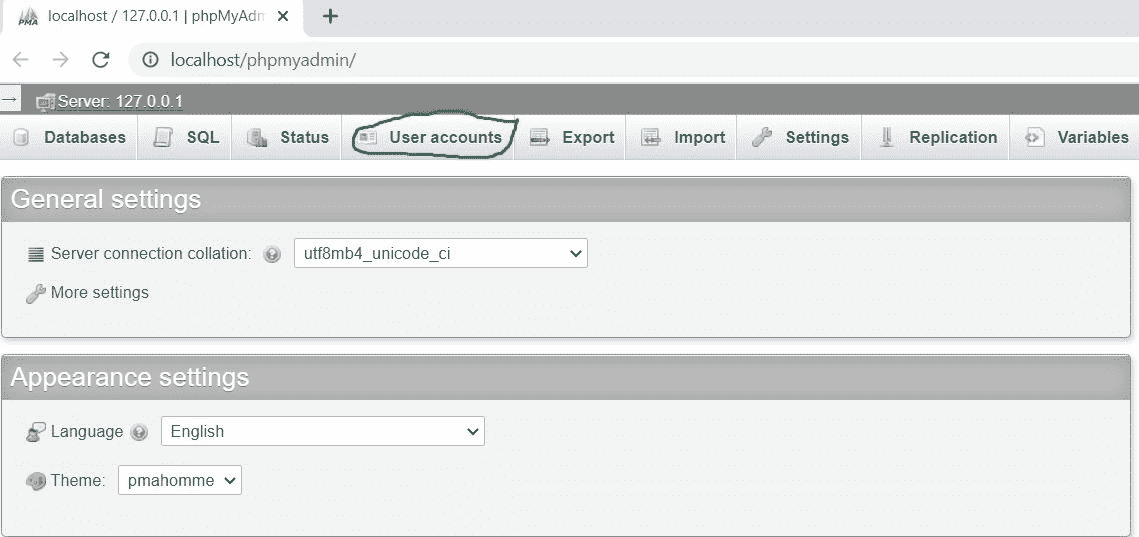 PMA localhost / 127.0.0.1 | phpMyAdm
localhost/phpmyadmin/
Server: 127.0.0.1
Databases SQL Status User accounts Export Import Settings Replication Variables
General settings
Server connection collation: utf8mb4_unicode_ci
More settings
Appearance settings
Language English
Theme: pmahomme